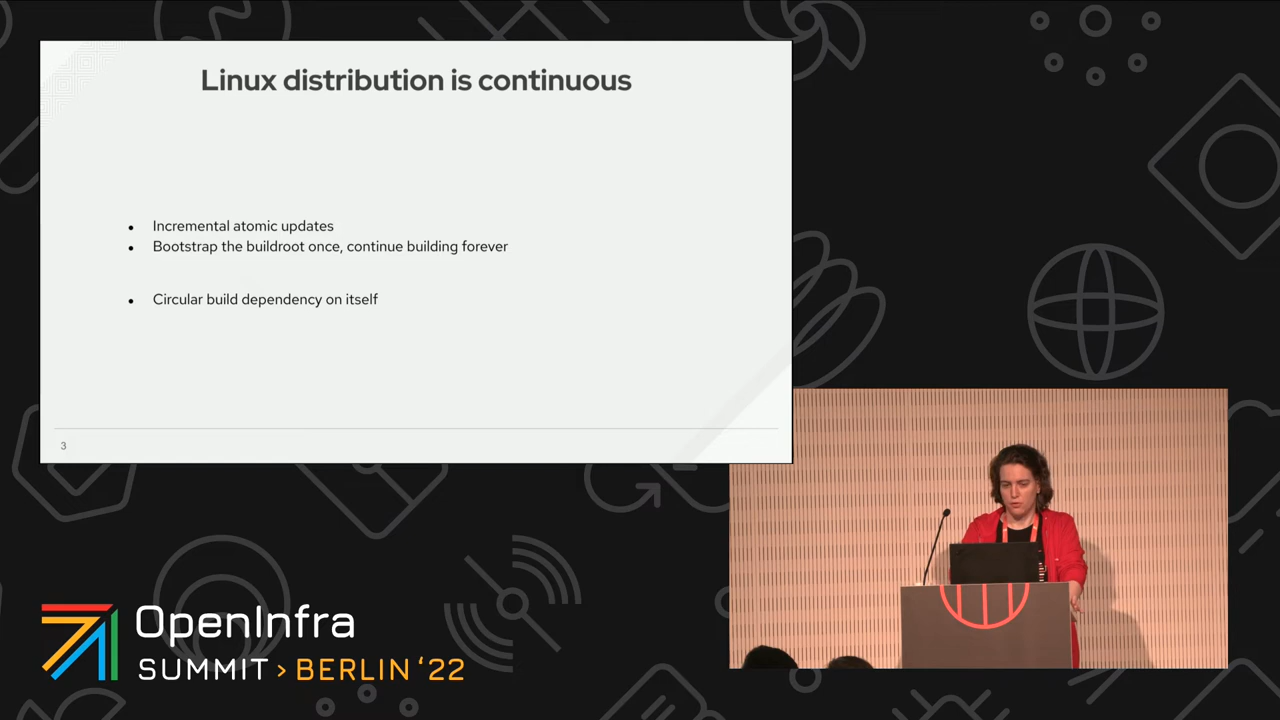 Linux distribution is continuous
● Incremental atomic updates
● Bootstrap the buildroot once, continue building forever
● Circular build dependency on itself
3
OpenInfra
SUMMIT > BERLIN ‘22